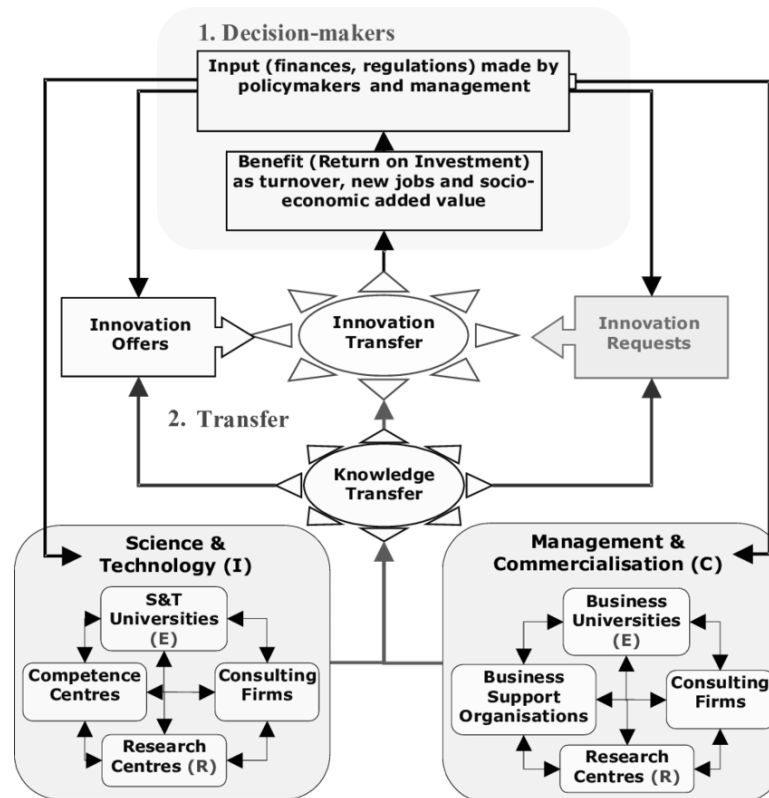 1. Decision-makers
Input (finances, regulations) made by
policymakers and management
Benefit (Return on Investment)
as turnover, new jobs and socio-
economic added value
Innovation
Offers
Innovation
Transfer
Innovation
Requests
2. Transfer
Knowledge
Transfer
Science &
Technology (I)
S&T
Universities
(E)
Competence
Centres
Consulting
Firms
Research
Centres (R)
Management &
Commercialisation (C)
Business
Universities
(E)
Business
Support
Organisations
Consulting
Firms
Research
Centres (R)